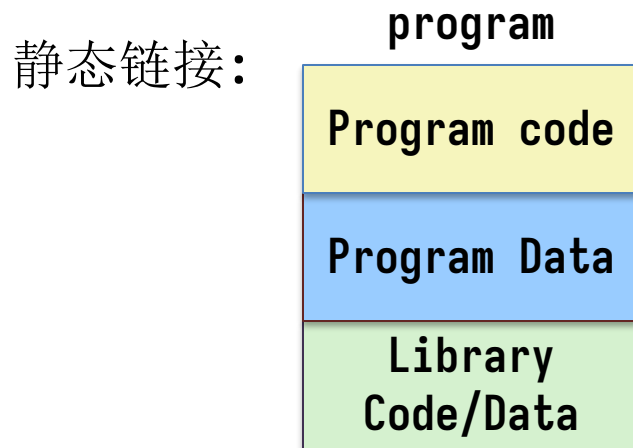 program
静态链接:
Program code
Program Data
Library
Code/Data